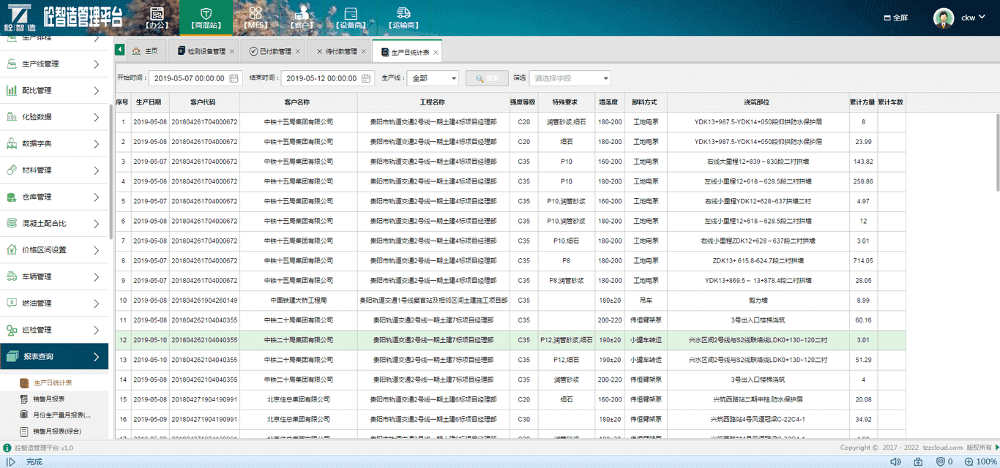 砼智造 砼智造管理平台
【办公】 【商混站】 【MES】 【客户】 【设备商】 【运输商】 全屏 ckw
主页 检测设备管理 已付款管理 待付款管理 生产日统计表
开始时间： 2019-05-07 00:00:00 结束时间： 2019-05-12 00:00:00 生产线： 全部 搜索 筛选 请选择字段
生产排程
生产线管理
配比管理
化验数据
数据字典
材料管理
仓库管理
混凝土配合比
价格区间设置
车辆管理
燃油管理
巡检管理
报表查询
生产日统计表
销售月报表
月份生产量月报表(...
销售月报表(综合)
序号 生产日期 客户代码 客户名称 工程名称 强度等级 特殊要求 塌落度 卸料方式 浇筑部位 累计方量 累计车数
1 2019-05-08 201804261704000672 中铁十五局集团有限公司 贵阳市轨道交通2号线一期土建4标项目经理部 C20 润管砂浆,细石 180-200 工地电泵 YDK13+987.5-YDK14+050段仰拱防水保护层 8
2 2019-05-08 201804261704000672 中铁十五局集团有限公司 贵阳市轨道交通2号线一期土建4标项目经理部 C20 细石 180-200 工地电泵 YDK13+987.5-YDK14+050段仰拱防水保护层 23.99
3 2019-05-07 201804261704000672 中铁十五局集团有限公司 贵阳市轨道交通2号线一期土建4标项目经理部 C35 P10 160-200 工地电泵 右线大里程12+839～830段二衬拱墙 143.82
4 2019-05-08 201804261704000672 中铁十五局集团有限公司 贵阳市轨道交通2号线一期土建4标项目经理部 C35 P10 180-200 工地电泵 左线小里程12+618～628.5段二衬拱墙 258.86
5 2019-05-07 201804261704000672 中铁十五局集团有限公司 贵阳市轨道交通2号线一期土建4标项目经理部 C35 P10,润管砂浆 160-200 工地电泵 右线小里程YDK12+628~637拱墙二衬 4.97
6 2019-05-08 201804261704000672 中铁十五局集团有限公司 贵阳市轨道交通2号线一期土建4标项目经理部 C35 P10,润管砂浆 180-200 工地电泵 左线小里程12+618～628.5段二衬拱墙 12
7 2019-05-08 201804261704000672 中铁十五局集团有限公司 贵阳市轨道交通2号线一期土建4标项目经理部 C35 P10,细石 180-200 工地电泵 右线小里程ZDK12+628～637段二衬拱墙 3.01
8 2019-05-07 201804261704000672 中铁十五局集团有限公司 贵阳市轨道交通2号线一期土建4标项目经理部 C35 P8 180-200 工地电泵 ZDK13+ 615.8-624.7段二衬拱墙 714.05
9 2019-05-07 201804261704000672 中铁十五局集团有限公司 贵阳市轨道交通2号线一期土建4标项目经理部 C35 P8,润管砂浆 180-200 工地电泵 YDK13+869.5～ 13+878.4段二衬拱墙 28.05
10 2019-05-08 201804261904260149 中国铁建大桥工程局 贵阳轨道交通1号线窦官站及相邻区间土建施工项目部 C35 180±20 吊车 剪力墙 8.99
11 2019-05-08 201804262104040355 中铁二十局集团有限公司 贵阳轨道交通2号线一期土建7标项目经理部 C35 200-220 伟恒臂架泵 3号出入口楼梯浇筑 60.16
12 2019-05-10 201804262104040355 中铁二十局集团有限公司 贵阳轨道交通2号线一期土建7标项目经理部 C35 P12,润管砂浆,细石 190±20 小罐车转运 兴水区间2号线与S2线联络线LDK0+130~120二衬 3.01
13 2019-05-10 201804262104040355 中铁二十局集团有限公司 贵阳轨道交通2号线一期土建7标项目经理部 C35 P12,细石 190±20 小罐车转运 兴水区间2号线与S2线联络线LDK0+130~120二衬 51.29
14 2019-05-08 201804262104040355 中铁二十局集团有限公司 贵阳轨道交通2号线一期土建7标项目经理部 C35 润管砂浆 200-220 伟恒臂架泵 3号出入口楼梯浇筑 4
15 2019-05-08 201804271904190991 北京住总集团有限公司 贵阳轨道交通2号线一期土建6标项目经理部 C20 细石 160-200 伟恒臂架泵 兴筑西路站二期中柱,防水保护层 20.08
16 2019-05-09 201804271904190991 北京住总集团有限公司 贵阳轨道交通2号线一期土建6标项目经理部 C30 180±20 伟恒臂架泵 兴筑西路站4号风道冠梁C-22C4-1 34.92
砼智造管理平台 v1.0 Copyright © 2017 - 2022 tzzcloud.com 版权所有
完成 0 100%